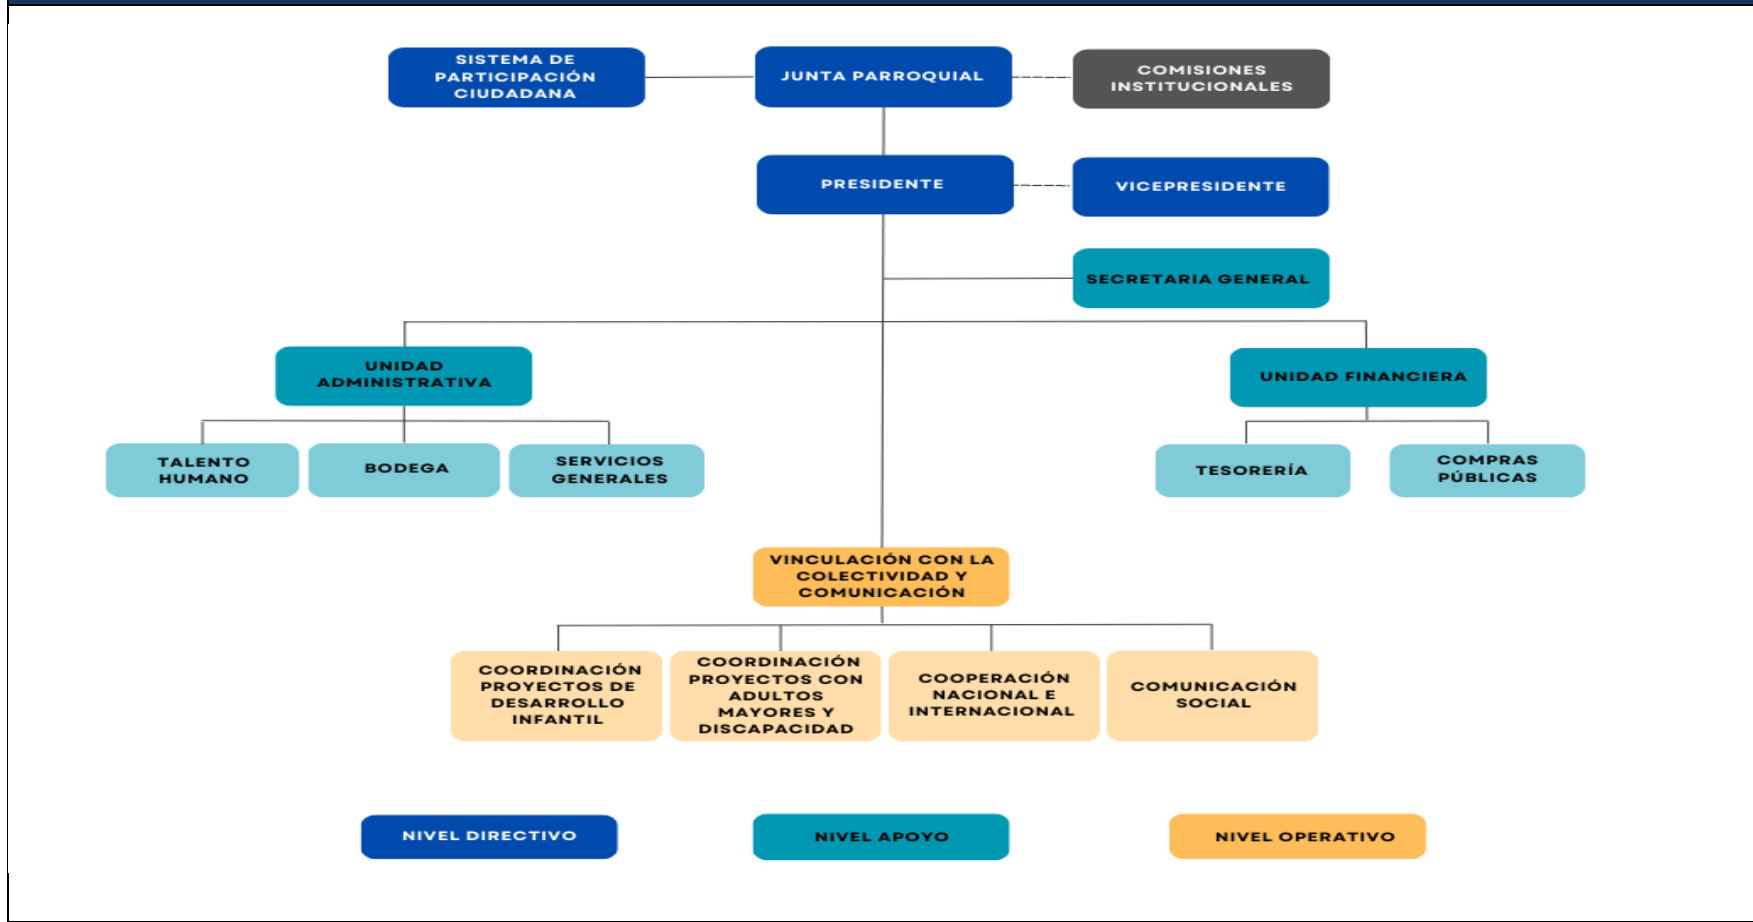 SISTEMA DE
PARTICIPACIÓN
CIUDADANA
JUNTA PARROQUIAL
COMISIONES
INSTITUCIONALES
PRESIDENTE
VICEPRESIDENTE
SECRETARIA GENERAL
UNIDAD
ADMINISTRATIVA
UNIDAD FINANCIERA
TALENTO
HUMANO
BODEGA
SERVICIOS
GENERALES
TESORERÍA
COMPRAS
PÚBLICAS
VINCULACIÓN CON LA
COLECTIVIDAD Y
COMUNICACIÓN
COORDINACIÓN
PROYECTOS DE
DESARROLLO
INFANTIL
COORDINACIÓN
PROYECTOS CON
ADULTOS
MAYORES Y
DISCAPACIDAD
COOPERACIÓN
NACIONAL E
INTERNACIONAL
COMUNICACIÓN
SOCIAL
NIVEL DIRECTIVO
NIVEL APOYO
NIVEL OPERATIVO